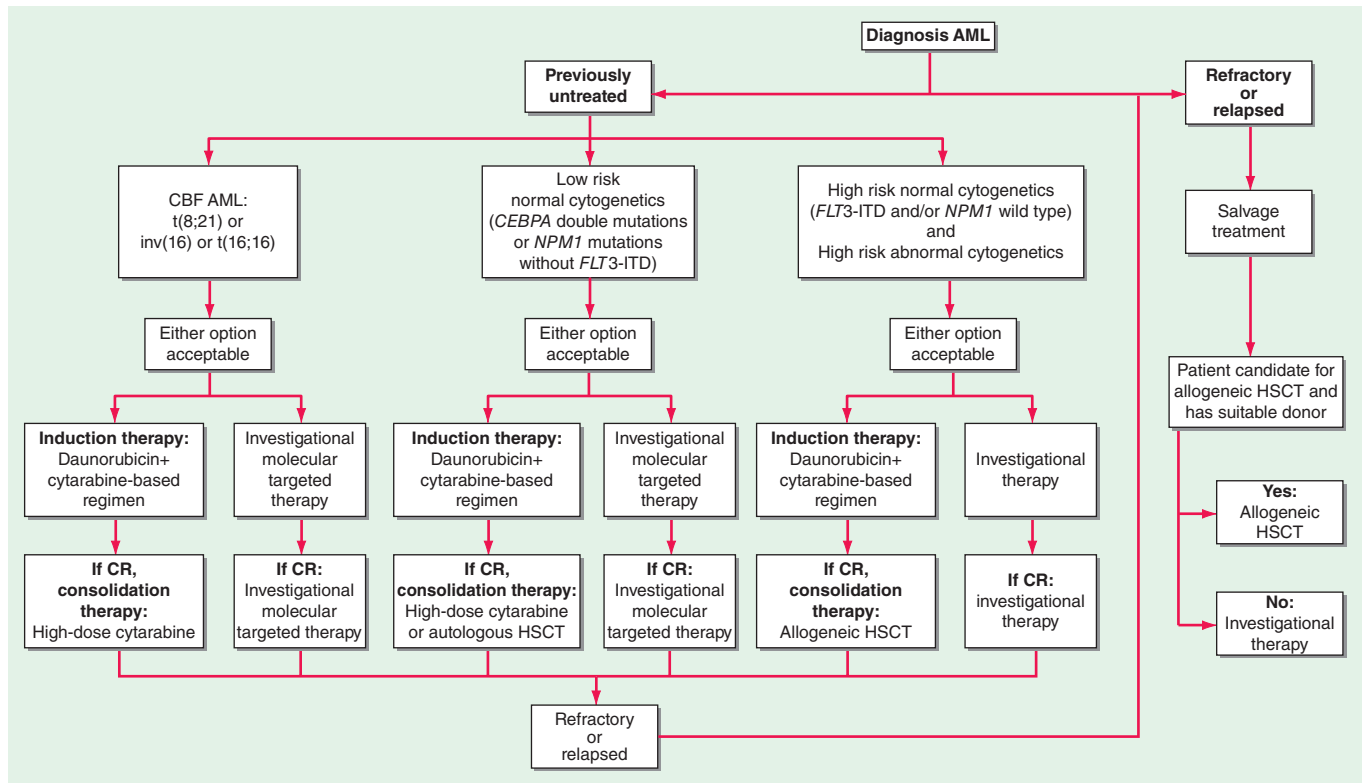 Diagnosis AML
Previously
untreated
Refractory
or
relapsed
CBF AML:
t(8;21) or
inv(16) or t(16;16)
Low risk
normal cytogenetics
(CEBPA double mutations
or NPM1 mutations
without FLT3-ITD)
High risk normal cytogenetics
(FLT3-ITD and/or NPM1 wild type)
and
High risk abnormal cytogenetics
Salvage
treatment
Either option
acceptable
Either option
acceptable
Either option
acceptable
Patient candidate for
allogeneic HSCT and
has suitable donor
Induction therapy:
Daunorubicin+
cytarabine-based
regimen
Investigational
molecular
targeted
therapy
Induction therapy:
Daunorubicin+
cytarabine-based
regimen
Investigational
molecular
targeted
therapy
Induction therapy:
Daunorubicin+
cytarabine-based
regimen
Investigational
therapy
Yes:
Allogeneic
HSCT
If CR,
consolidation
therapy:
High-dose cytarabine
If CR:
Investigational
molecular
targeted therapy
If CR,
consolidation therapy:
High-dose cytarabine
or autologous HSCT
If CR:
Investigational
molecular
targeted therapy
If CR,
consolidation
therapy:
Allogeneic HSCT
If CR:
investigational
therapy
No:
Investigational
therapy
Refractory
or
relapsed